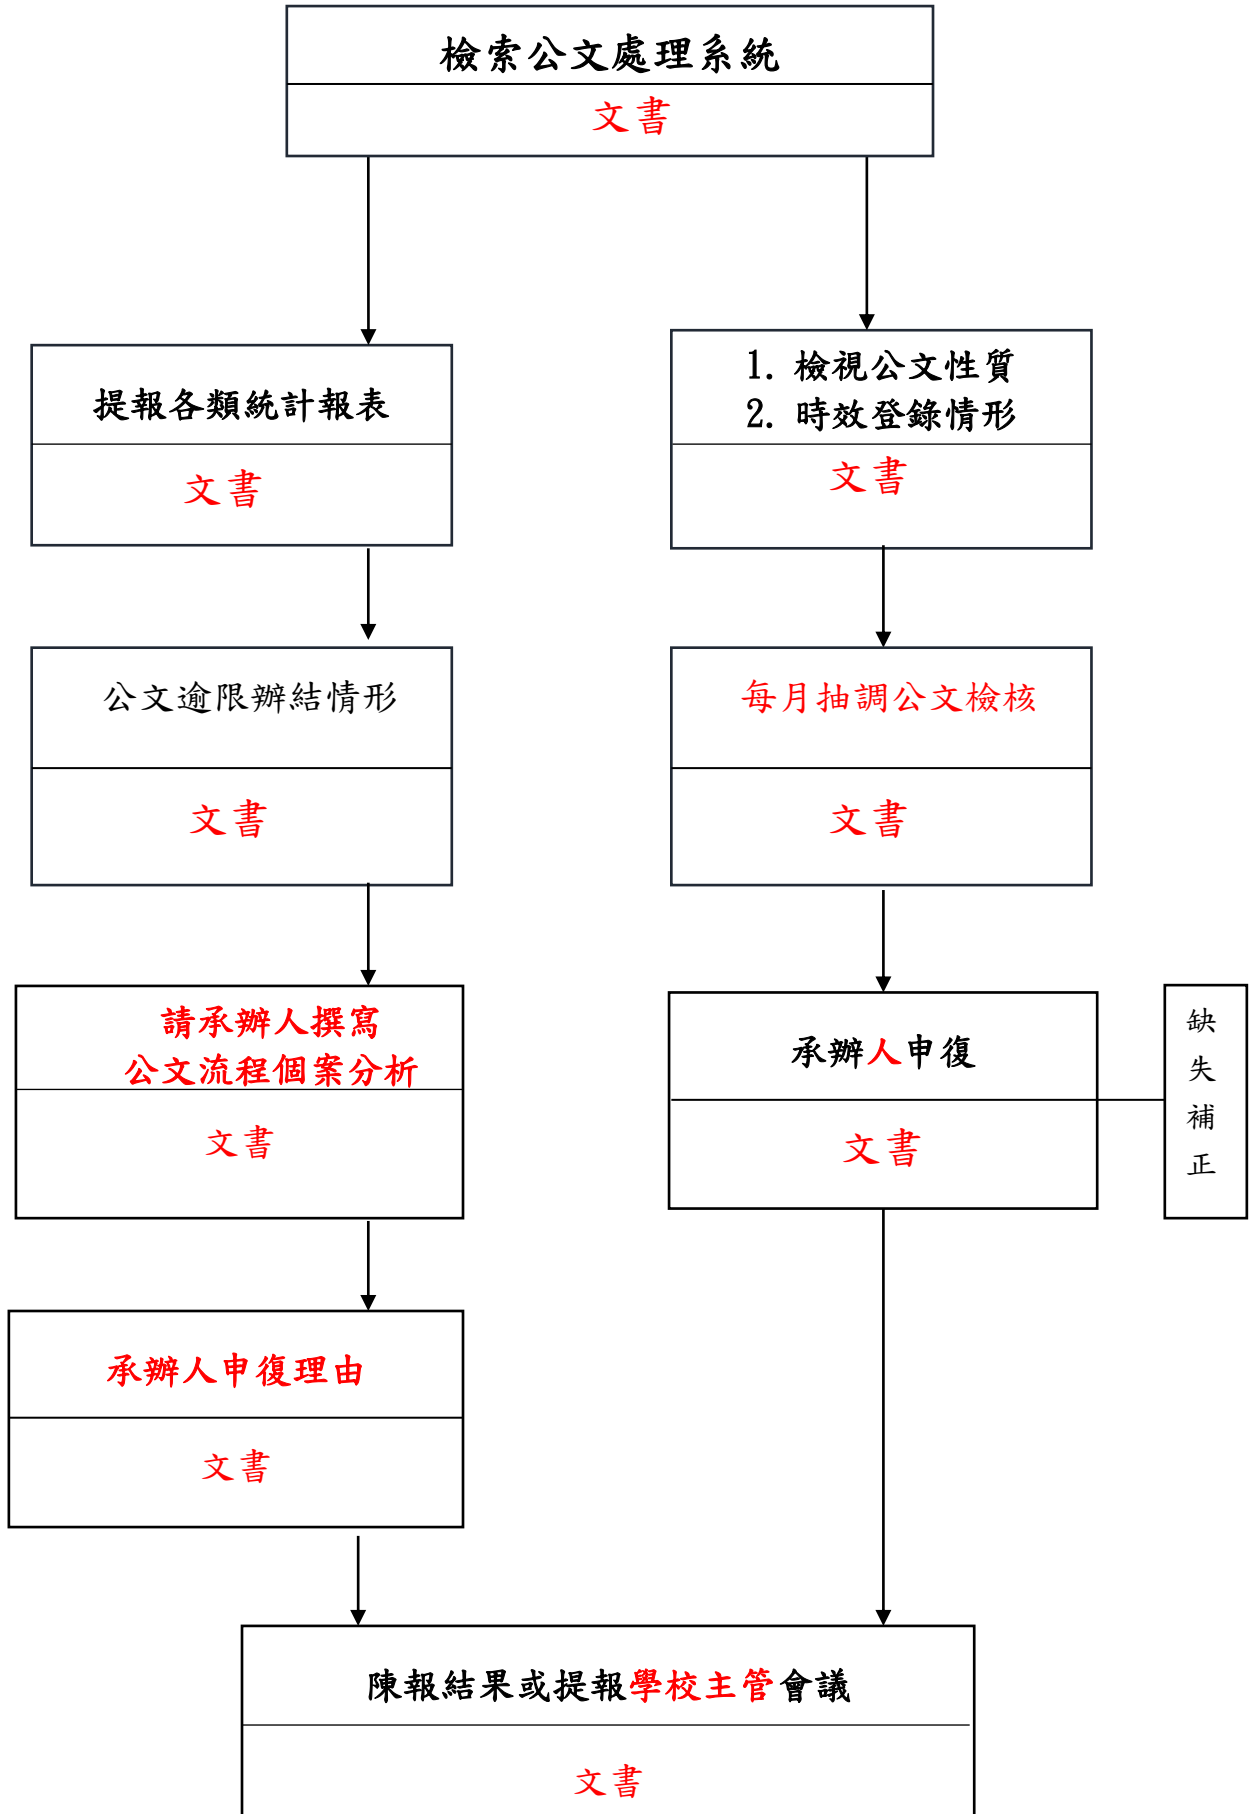 檢索公文處理系統
文書
提報各類統計報表
文書
1. 檢視公文性質
2. 時效登錄情形
文書
公文逾限辦結情形
文書
每月抽調公文檢核
文書
請承辦人撰寫
公文流程個案分析
文書
承辦人申復
文書
缺
失
補
正
承辦人申復理由
文書
陳報結果或提報學校主管會議
文書